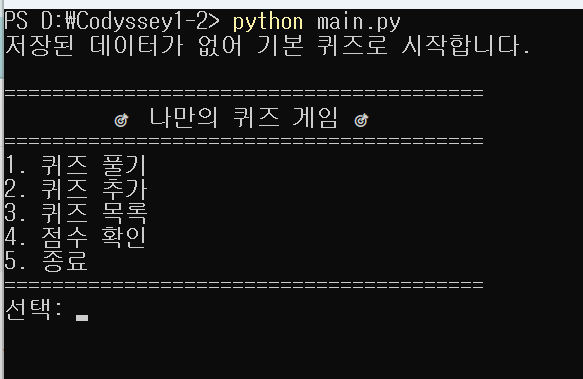 PS D:₩Codyssey1-2> python main.py
저장된 데이터가 없어 기본 퀴즈로 시작합니다.
========================================
🎯 나만의 퀴즈 게임 🎯
========================================
1. 퀴즈 풀기
2. 퀴즈 추가
3. 퀴즈 목록
4. 점수 확인
5. 종료
========================================
선택: _